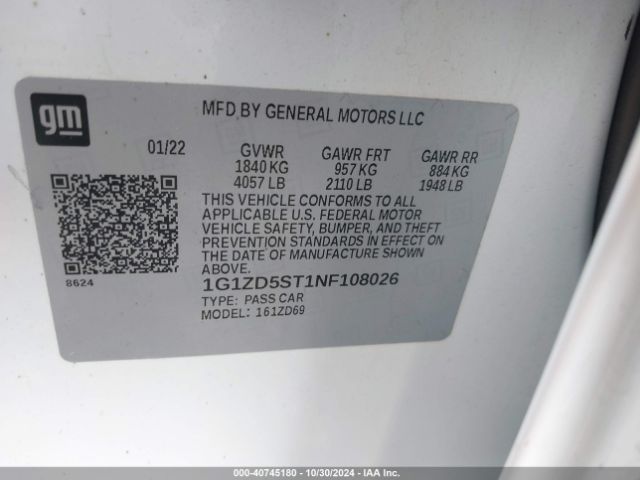 gm
MFD BY GENERAL MOTORS LLC
01/22 GVWR GAWR FRT GAWR RR
1840 KG 957 KG 884 KG
4057 LB 2110 LB 1948 LB
THIS VEHICLE CONFORMS TO ALL
APPLICABLE U.S. FEDERAL MOTOR
VEHICLE SAFETY, BUMPER, AND THEFT
PREVENTION STANDARDS IN EFFECT ON
THE DATE OF MANUFACTURE SHOWN
ABOVE.
8624
1G1ZD5ST1NF108026
TYPE: PASS CAR
MODEL: 161ZD69
000-40745180 - 10/30/2024 - IAA Inc.